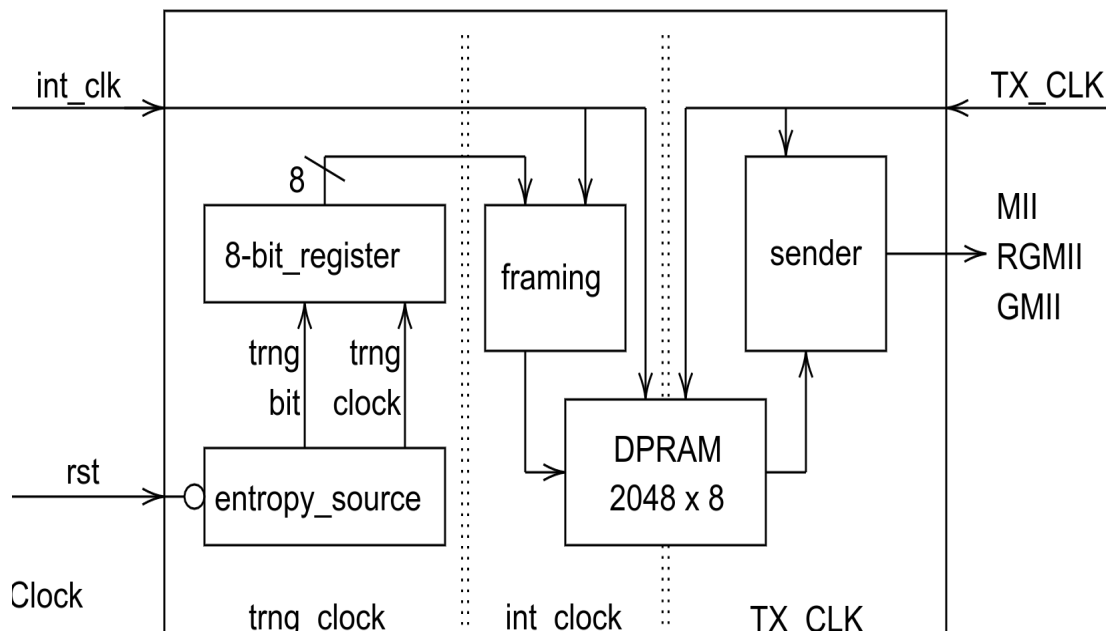 int_clk
TX_CLK
8
8-bit_register
framing
sender
MII
RGMII
GMII
trng
bit
trng
clock
DPRAM
2048 x 8
rst
entropy_source
Clock
trng_clock
int_clock
TX_CLK